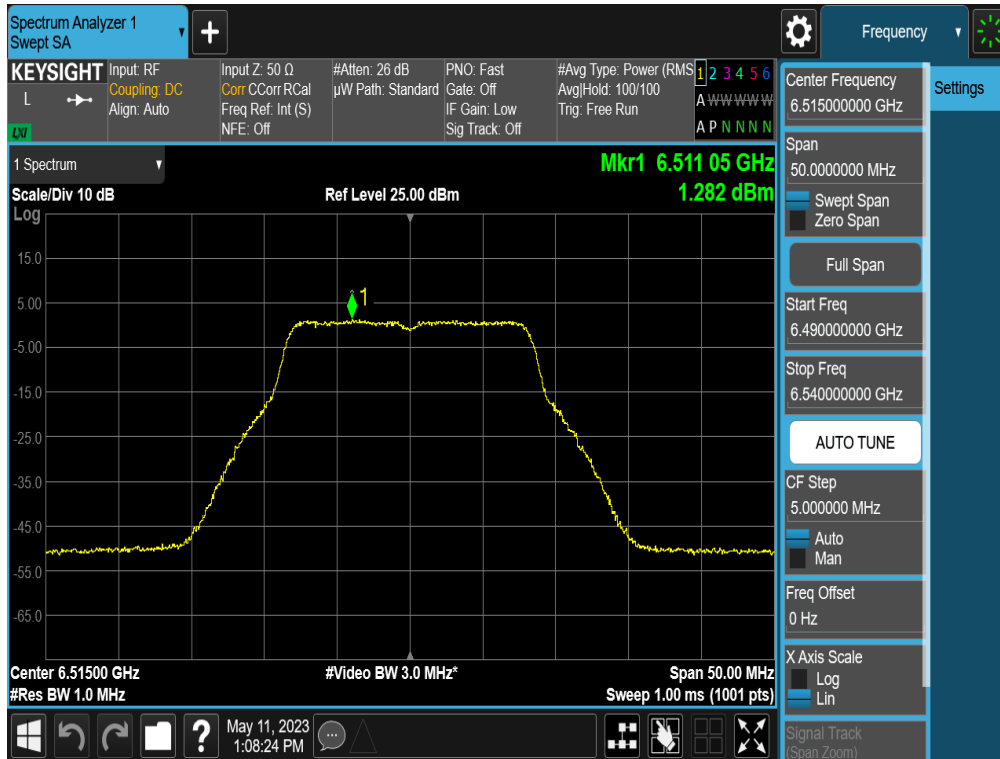 Spectrum Analyzer 1
Swept SA
+
Frequency
KEYSIGHT
L
LXI
Input: RF
Coupling: DC
Align: Auto
Input Z: 50 Ω
Corr CCorr RCal
Freq Ref: Int (S)
NFE: Off
#Atten: 26 dB
µW Path: Standard
PNO: Fast
Gate: Off
IF Gain: Low
Sig Track: Off
#Avg Type: Power (RMS
Avg|Hold: 100/100
Trig: Free Run
1 2 3 4 5 6
A W W W W W
A P N N N N
1 Spectrum
Mkr1 6.511 05 GHz
Scale/Div 10 dB
Ref Level 25.00 dBm
1.282 dBm
Log
15.0
5.00
1
-5.00
-15.0
-25.0
-35.0
-45.0
-55.0
-65.0
Center 6.51500 GHz
#Video BW 3.0 MHz*
Span 50.00 MHz
#Res BW 1.0 MHz
Sweep 1.00 ms (1001 pts)
?
May 11, 2023
1:08:24 PM
Center Frequency
6.515000000 GHz
Settings
Span
50.0000000 MHz
Swept Span
Zero Span
Full Span
Start Freq
6.490000000 GHz
Stop Freq
6.540000000 GHz
AUTO TUNE
CF Step
5.000000 MHz
Auto
Man
Freq Offset
0 Hz
X Axis Scale
Log
Lin
Signal Track
(Span Zoom)